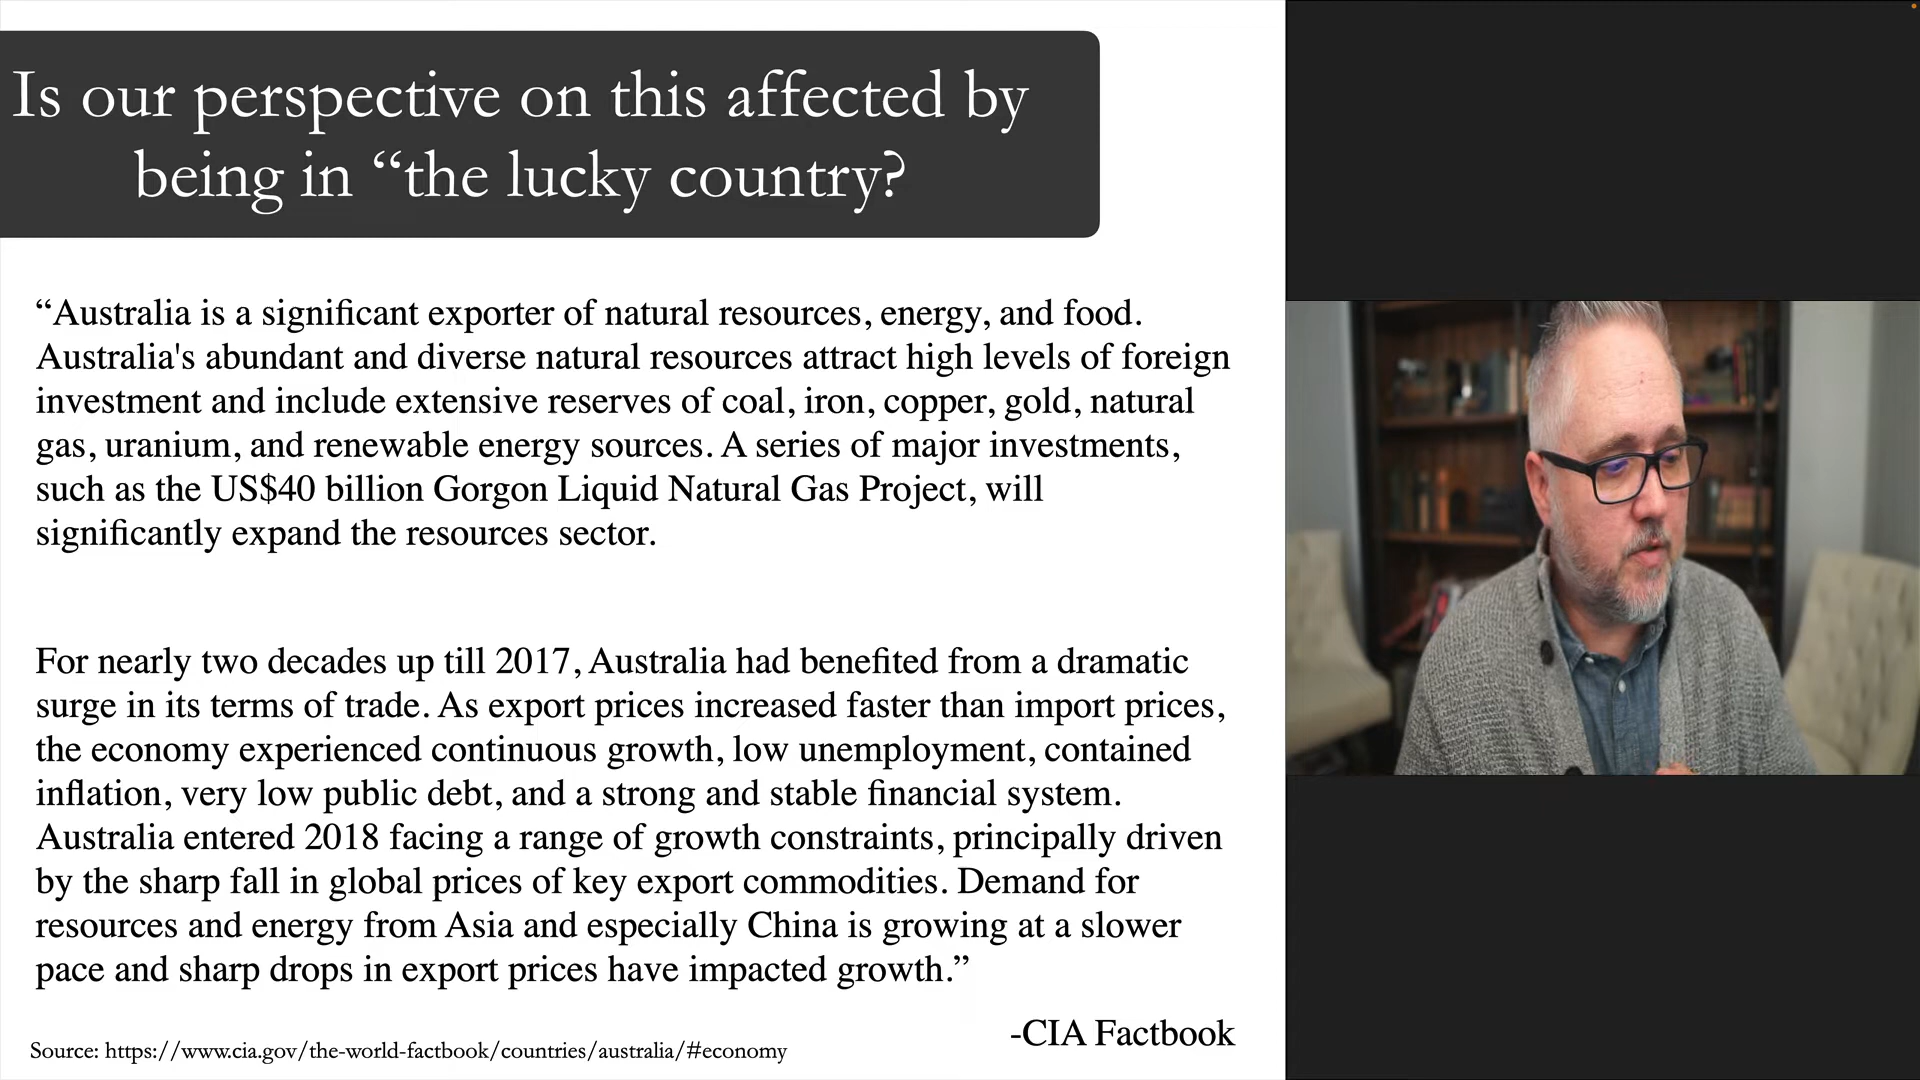 Is our perspective on this affected by
being in “the lucky country?
“Australia is a significant exporter of natural resources, energy, and food.
Australia's abundant and diverse natural resources attract high levels of foreign
investment and include extensive reserves of coal, iron, copper, gold, natural
gas, uranium, and renewable energy sources. A series of major investments,
such as the US$40 billion Gorgon Liquid Natural Gas Project, will
significantly expand the resources sector.
For nearly two decades up till 2017, Australia had benefited from a dramatic
surge in its terms of trade. As export prices increased faster than import prices,
the economy experienced continuous growth, low unemployment, contained
inflation, very low public debt, and a strong and stable financial system.
Australia entered 2018 facing a range of growth constraints, principally driven
by the sharp fall in global prices of key export commodities. Demand for
resources and energy from Asia and especially China is growing at a slower
pace and sharp drops in export prices have impacted growth.”
-CIA Factbook
Source: https://www.cia.gov/the-world-factbook/countries/australia/#economy